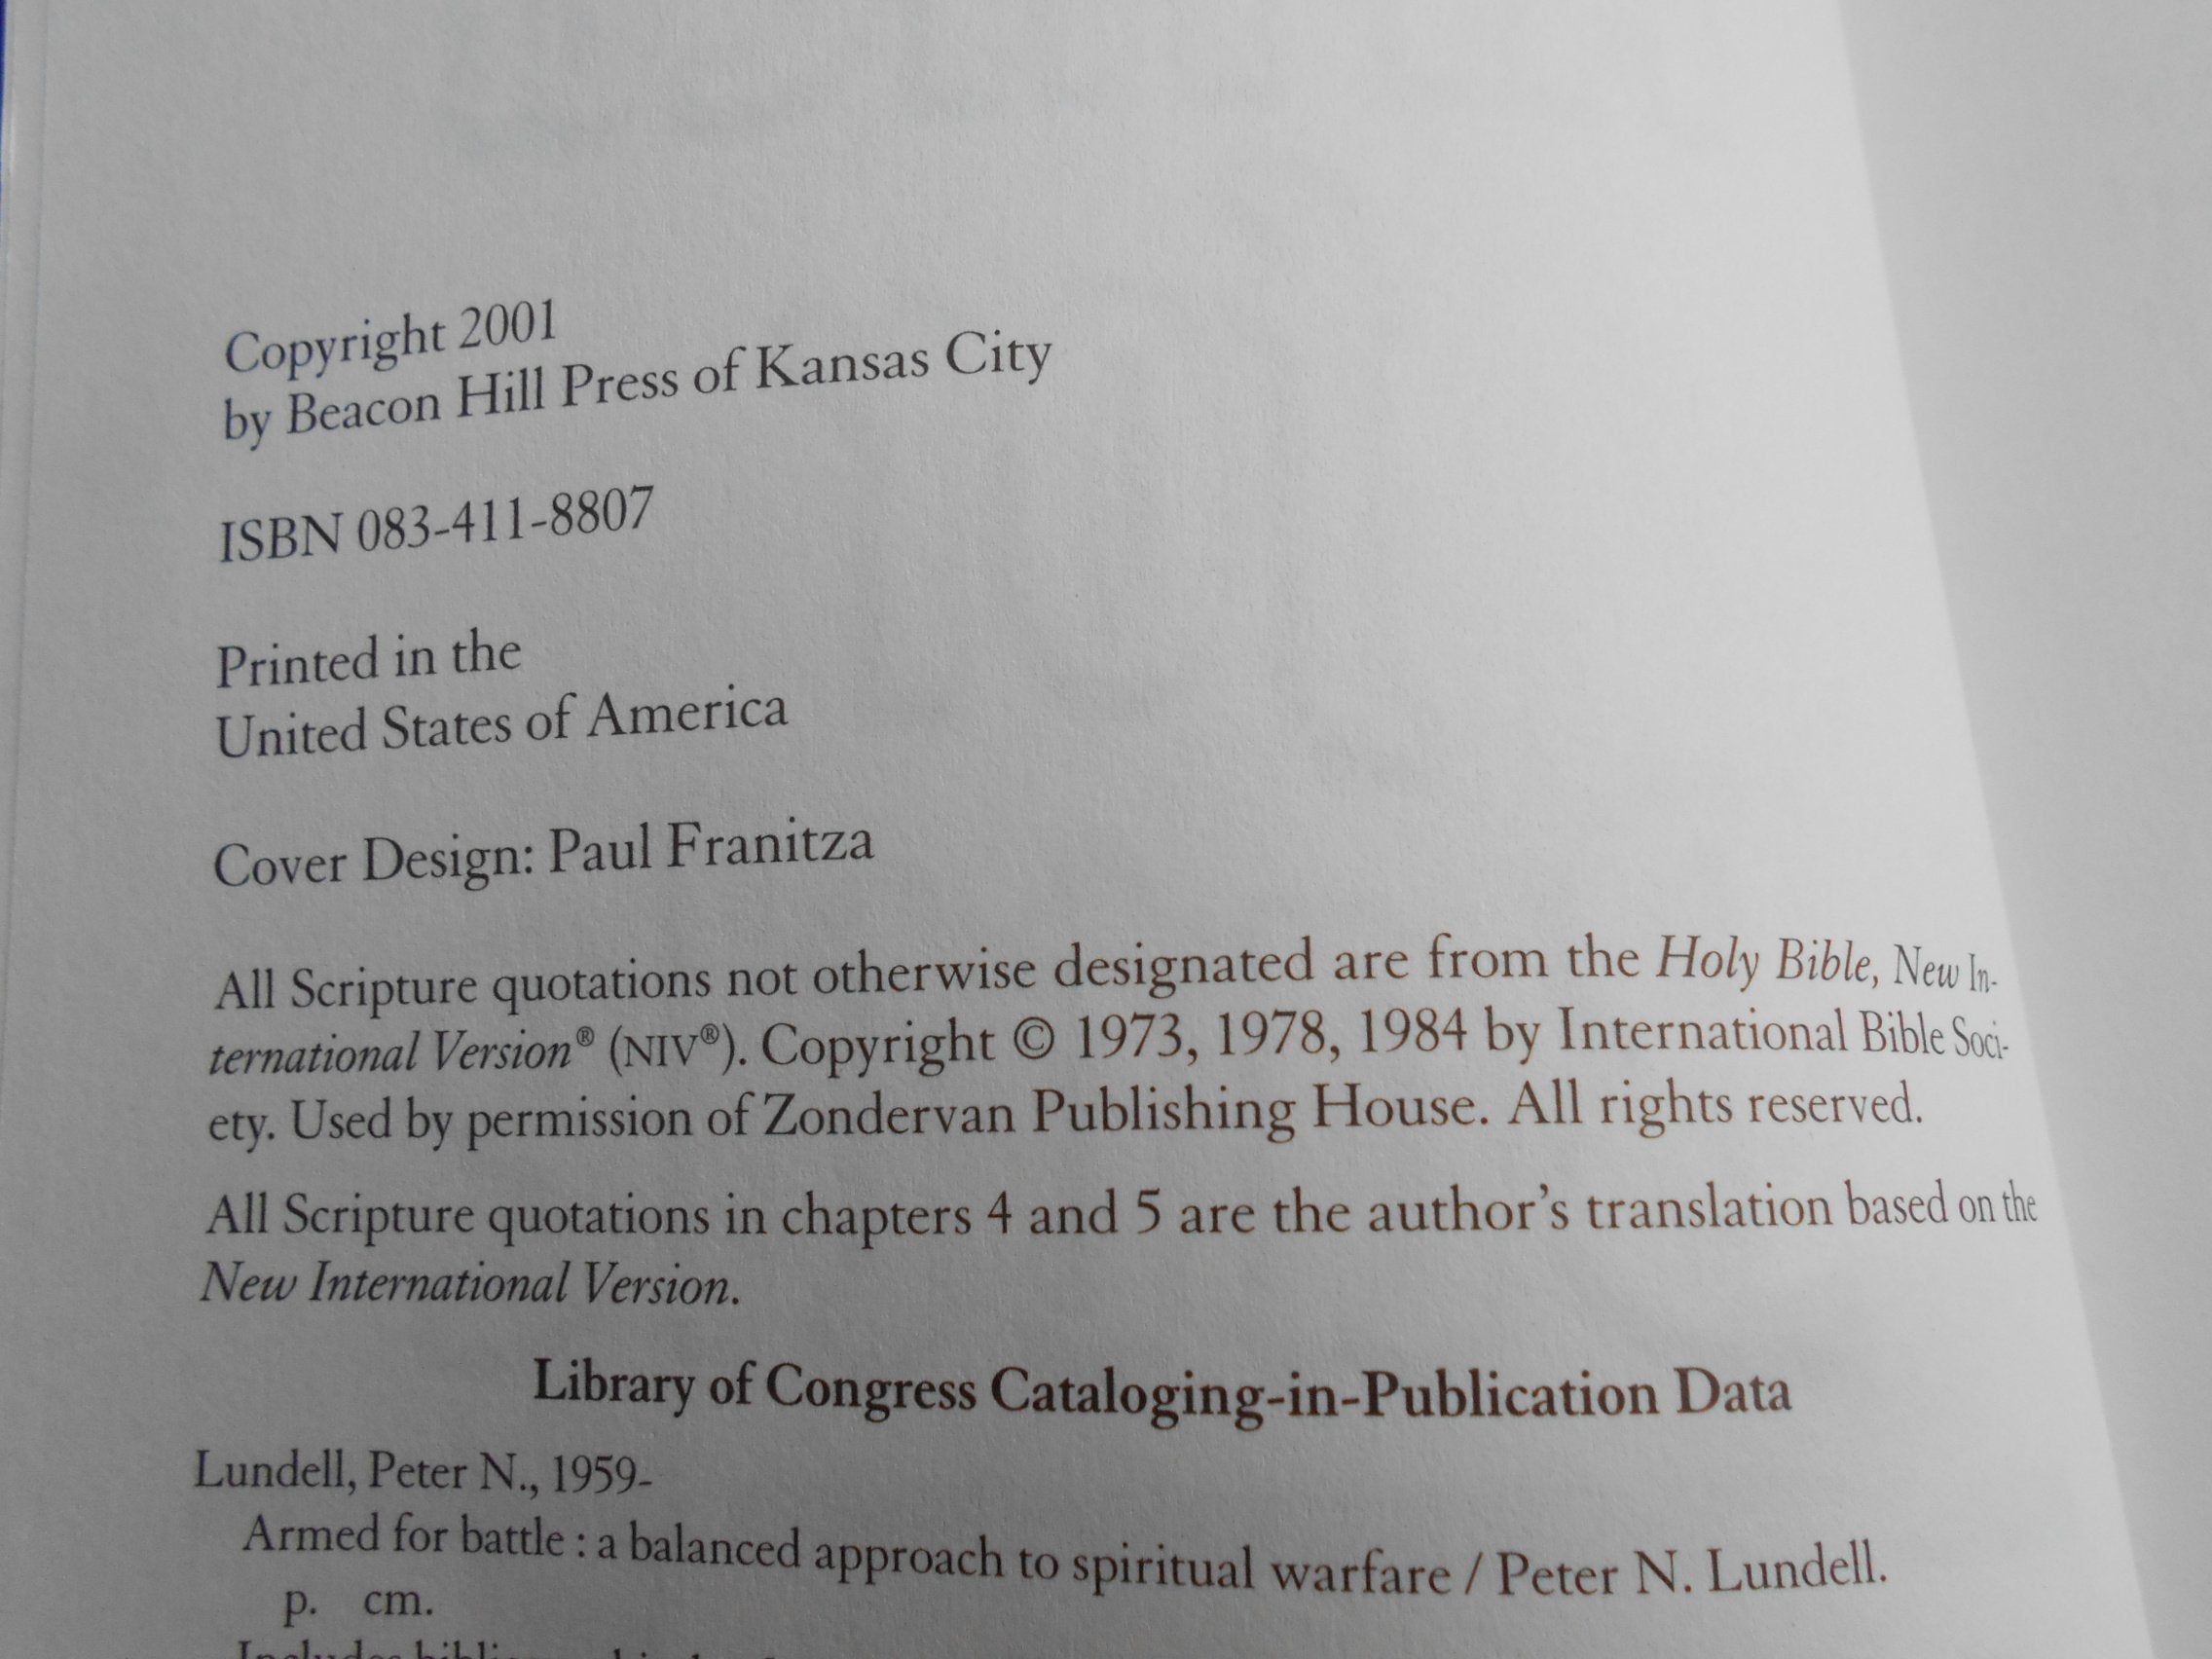 Copyright 2001
by Beacon Hill Press of Kansas City
ISBN 083-411-8807
Printed in the
United States of America
Cover Design: Paul Franitza
All Scripture quotations not otherwise designated are from the Holy Bible, New In-
ternational Version® (NIV®). Copyright © 1973, 1978, 1984 by International Bible Soci-
ety. Used by permission of Zondervan Publishing House. All rights reserved.
All Scripture quotations in chapters 4 and 5 are the author's translation based on the
New International Version.
Library of Congress Cataloging-in-Publication Data
Lundell, Peter N., 1959-
Armed for battle : a balanced approach to spiritual warfare / Peter N. Lundell.
p. cm.
Includes